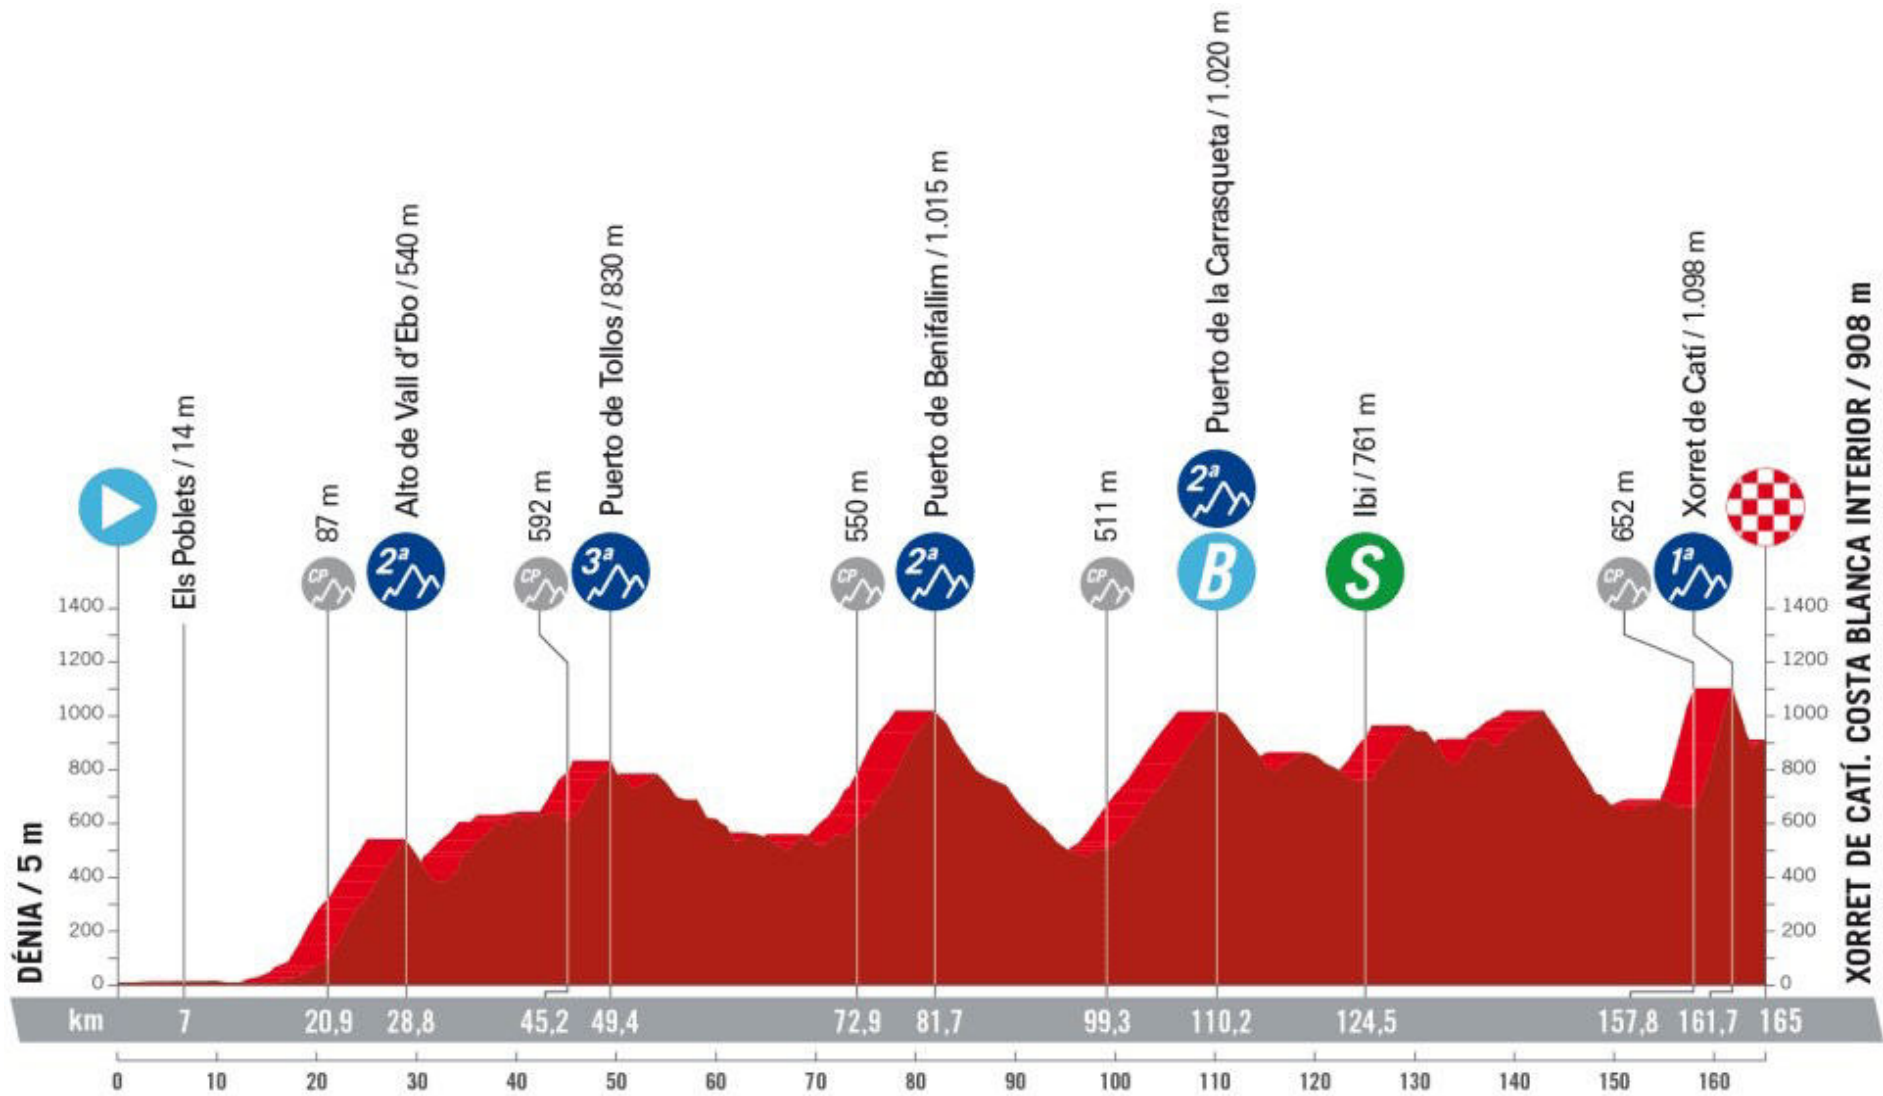 Puerto de la Carrasqueta / 1.020 m
Puerto de Benifallim / 1.015 m
Alto de Vall d'Ebo / 540 m
Puerto de Tollos / 830 m
Xorret de Catí / 1.098 m
Els Poblets / 14 m
Ibi / 761 m
87 m
592 m
550 m
511 m
652 m
2ª
B
S
CP
2ª
CP
3ª
CP
2ª
CP
CP
1ª
1400
1200
1000
800
600
400
200
0
1400
1200
1000
800
600
400
200
0
DÉNIA / 5 m
XORRET DE CATÍ. COSTA BLANCA INTERIOR / 908 m
km 7 20,9 28,8 45,2 49,4 72,9 81,7 99,3 110,2 124,5 157,8 161,7 165
0 10 20 30 40 50 60 70 80 90 100 110 120 130 140 150 160